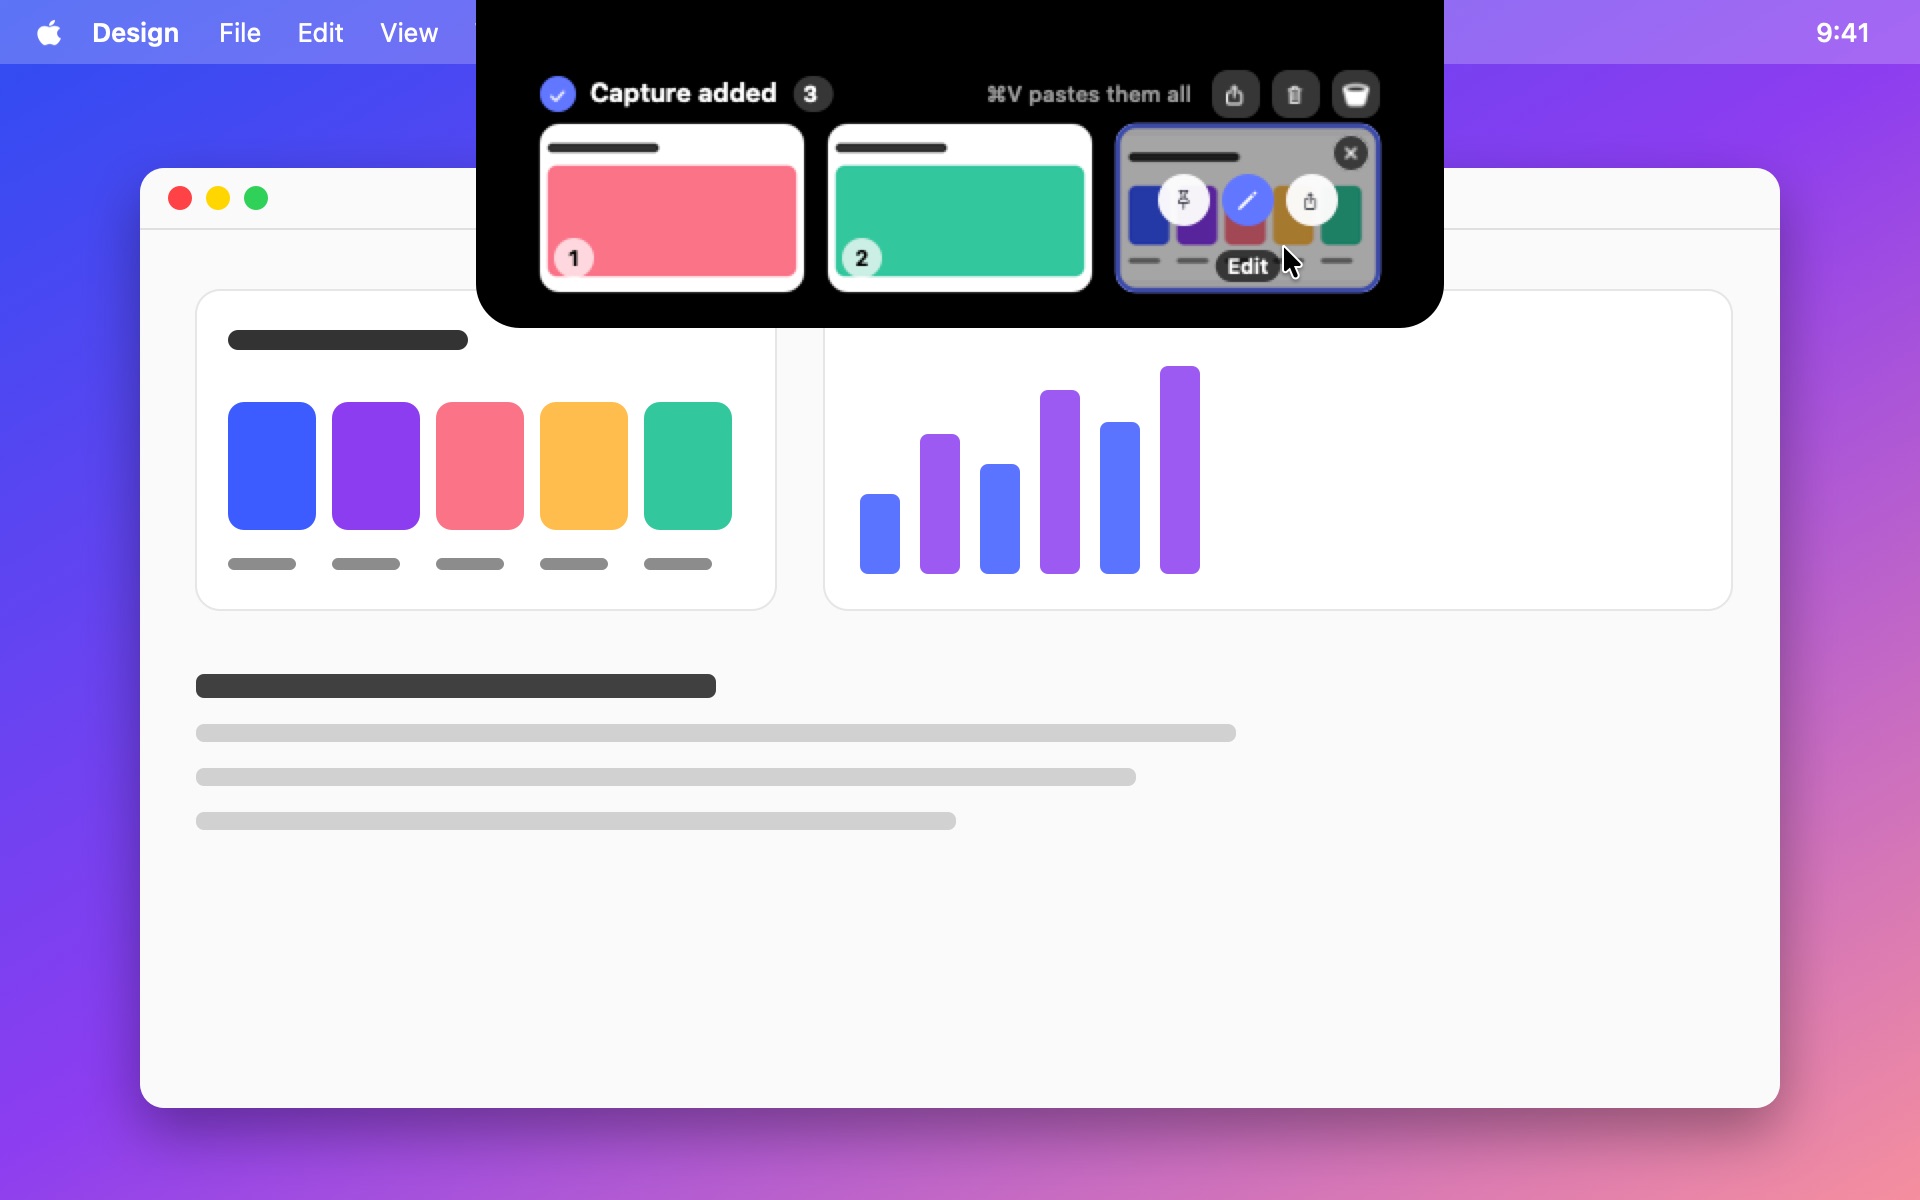 Design File Edit View
9:41
Capture added 3
⌘V pastes them all
1
2
Edit